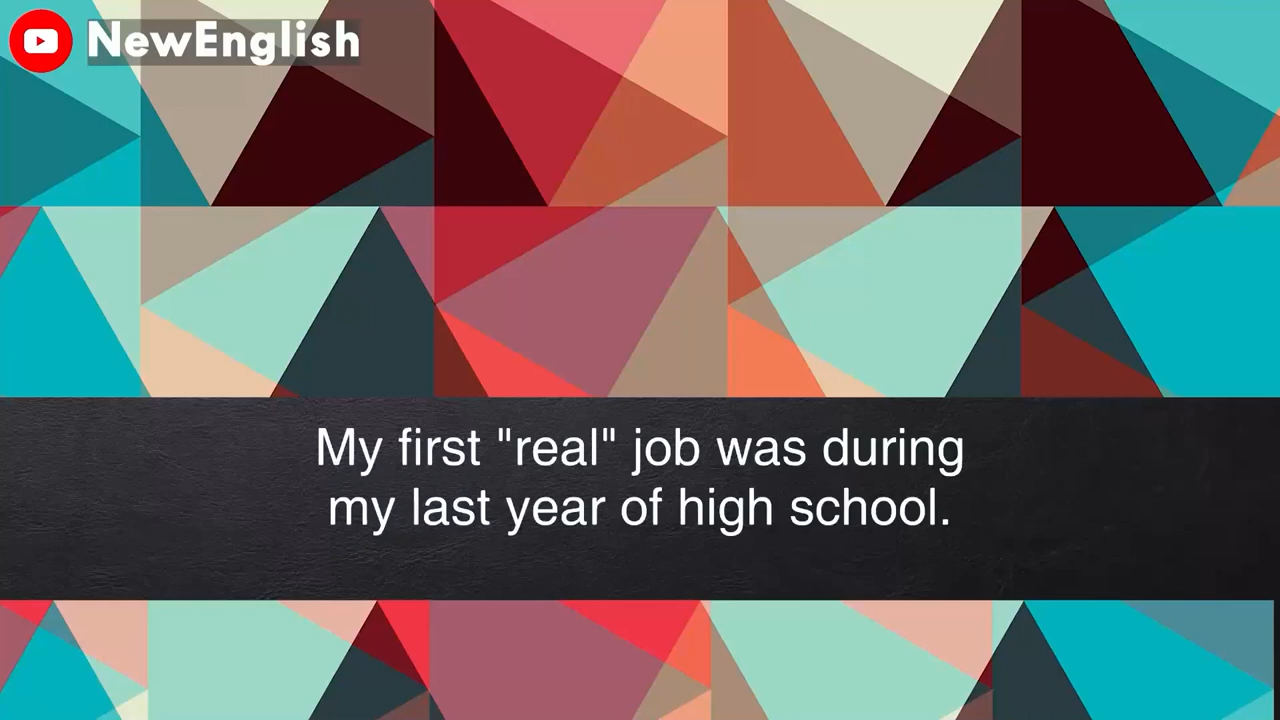 NewEnglish
My first "real" job was during
my last year of high school.